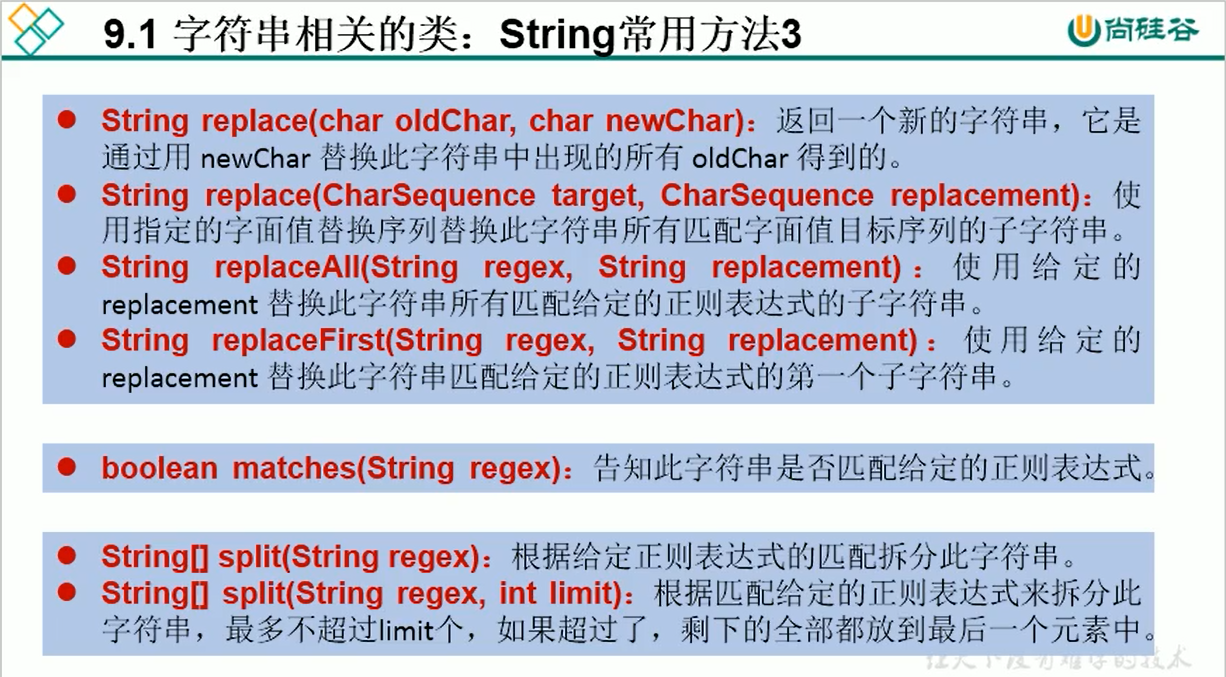 9.1 字符串相关的类：String常用方法3
尚硅谷
String replace(char oldChar, char newChar)：返回一个新的字符串，它是
通过用 newChar 替换此字符串中出现的所有 oldChar 得到的。
String replace(CharSequence target, CharSequence replacement)：使
用指定的字面值替换序列替换此字符串所有匹配字面值目标序列的子字符串。
String replaceAll(String regex, String replacement)：使用给定的
replacement 替换此字符串所有匹配给定的正则表达式的子字符串。
String replaceFirst(String regex, String replacement)：使用给定的
replacement 替换此字符串匹配给定的正则表达式的第一个子字符串。
boolean matches(String regex)：告知此字符串是否匹配给定的正则表达式。
String[] split(String regex)：根据给定正则表达式的匹配拆分此字符串。
String[] split(String regex, int limit)：根据匹配给定的正则表达式来拆分此
字符串，最多不超过limit个，如果超过了，剩下的全部都放到最后一个元素中。
让天下没有难学的技术